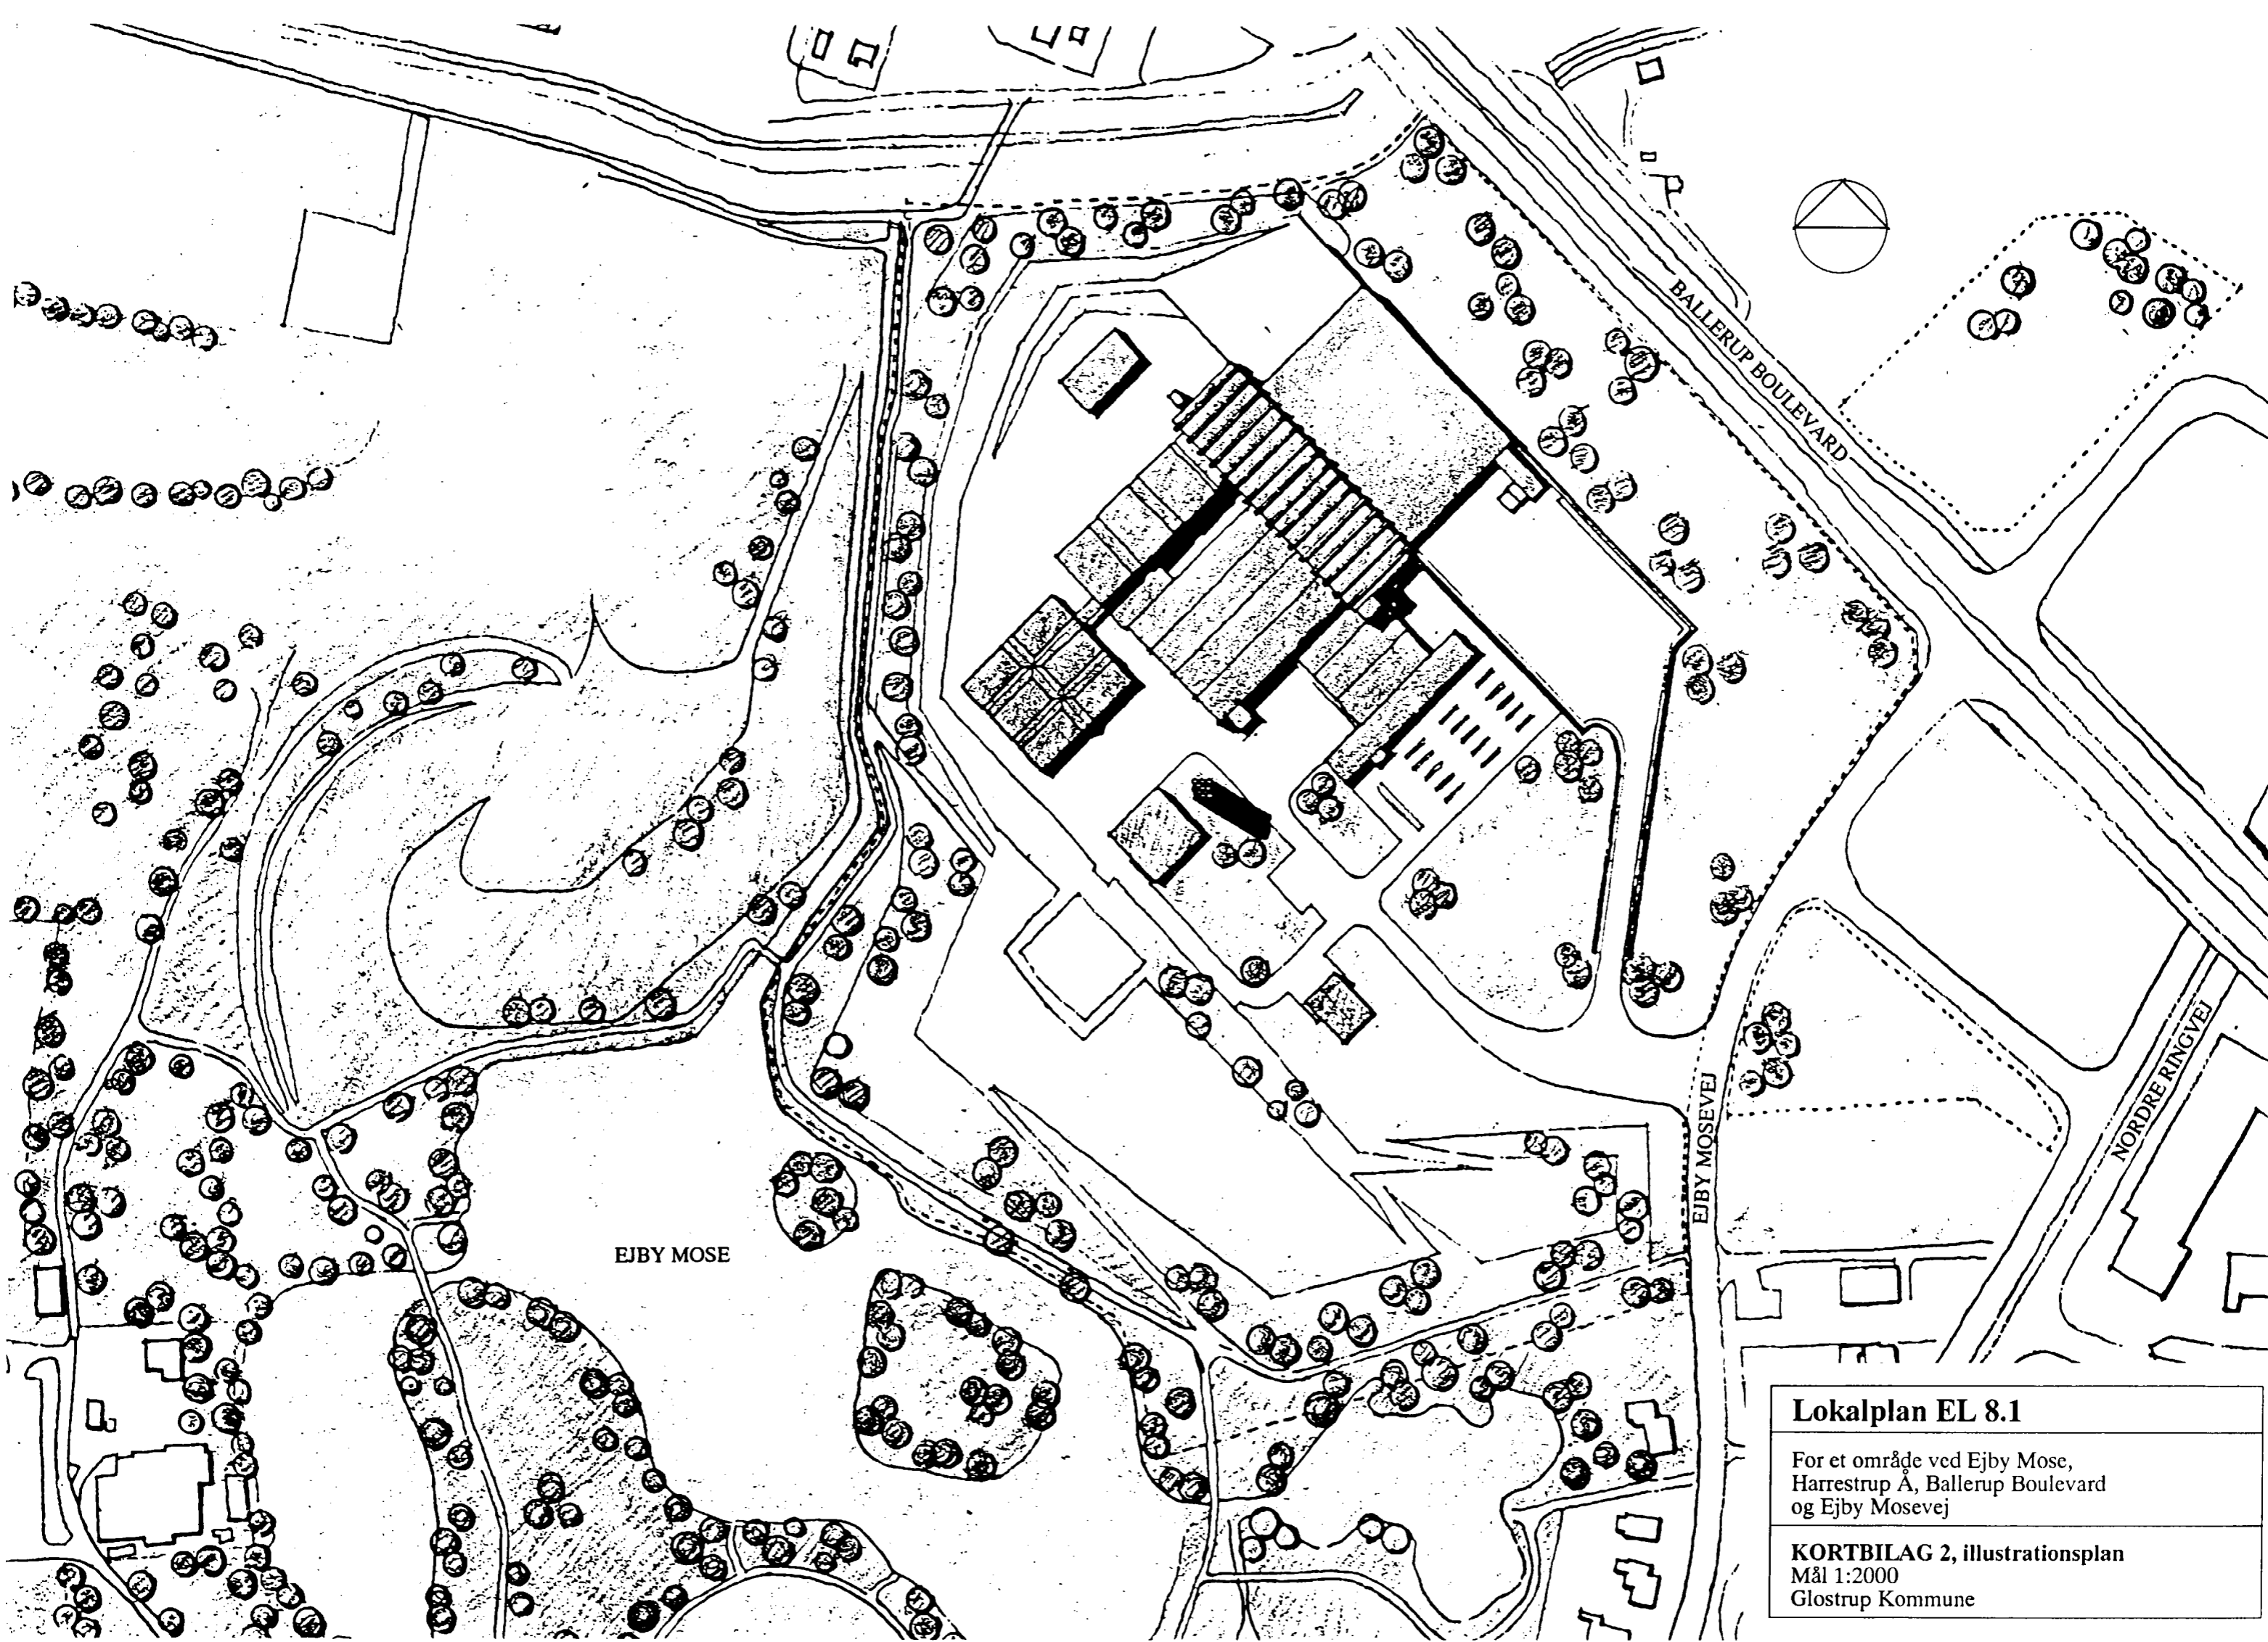 BALLERUP BOULEVARD
EJBY MOSEVEJ
NORDRE RINGVEJ
EJBY MOSE
Lokalplan EL 8.1
For et område ved Ejby Mose,
Harrestrup Å, Ballerup Boulevard
og Ejby Mosevej
KORTBILAG 2, illustrationsplan
Mål 1:2000
Glostrup Kommune